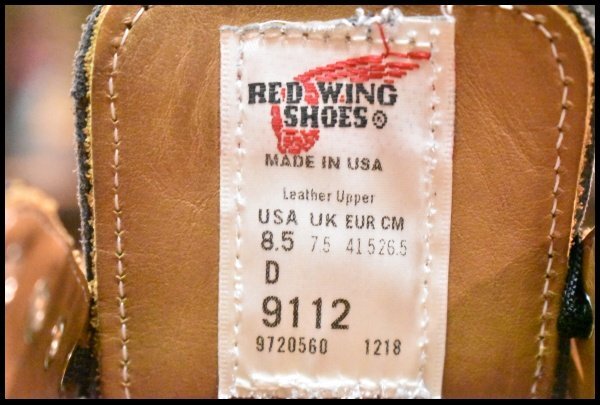 RED WING
SHOES®
MADE IN USA
Leather Upper
USA UK EUR CM
8.5 7.5 41.5 26.5
D
9112
9720560 1218